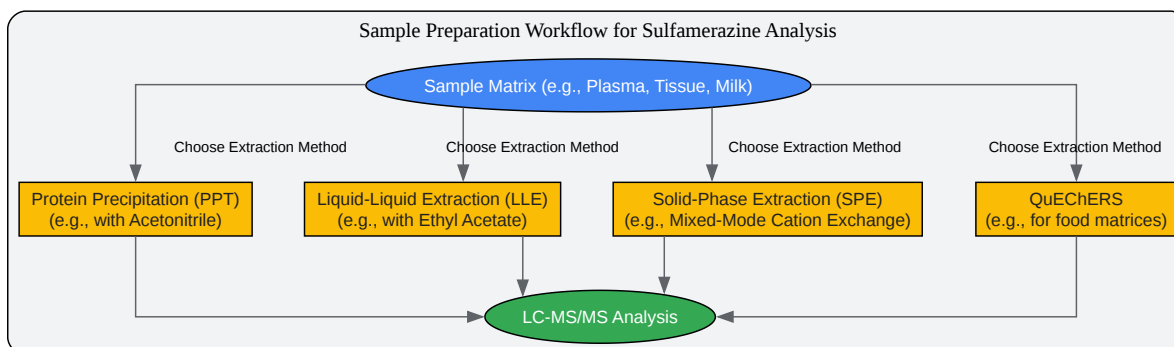 Sample Preparation Workflow for Sulfamerazine Analysis
Sample Matrix (e.g., Plasma, Tissue, Milk)
Choose Extraction Method
Choose Extraction Method
Choose Extraction Method
Choose Extraction Method
Protein Precipitation (PPT)
(e.g., with Acetonitrile)
Liquid-Liquid Extraction (LLE)
(e.g., with Ethyl Acetate)
Solid-Phase Extraction (SPE)
(e.g., Mixed-Mode Cation Exchange)
QuEChERS
(e.g., for food matrices)
LC-MS/MS Analysis